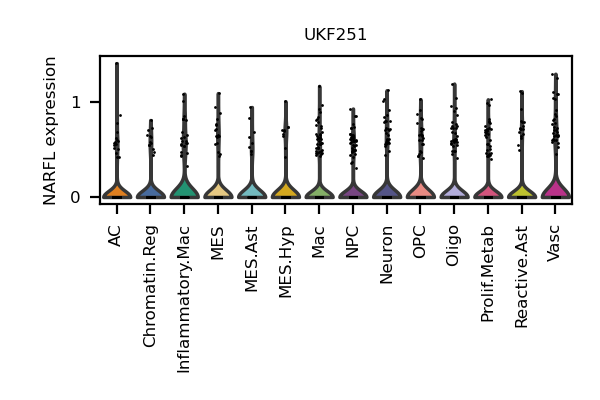 UKF251
NARFL expression
1
0
AC
Chromatin.Reg
Inflammatory.Mac
MES
MES.Ast
MES.Hyp
Mac
NPC
Neuron
OPC
Oligo
Prolif.Metab
Reactive.Ast
Vasc